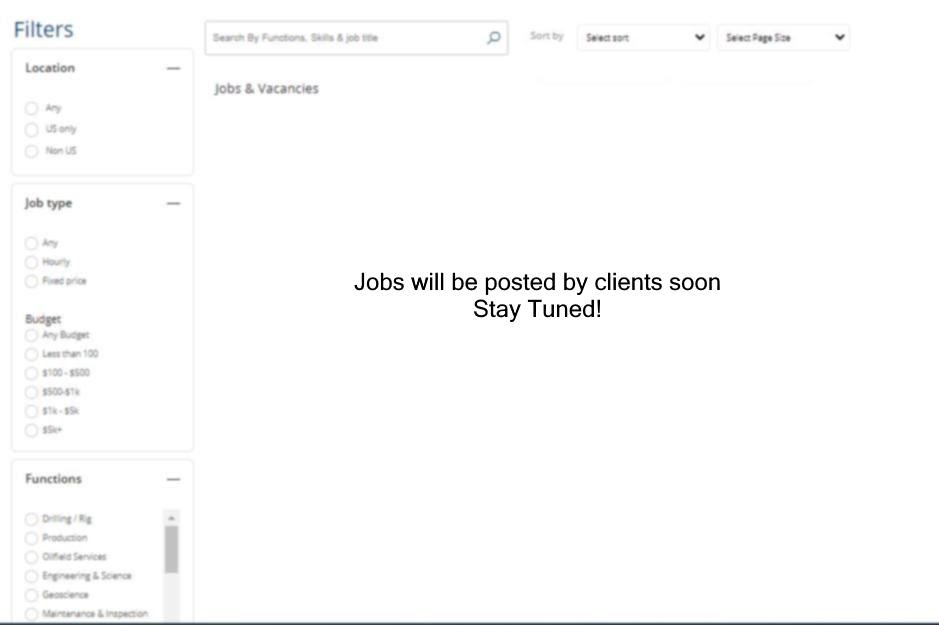 Filters
Search By Functions, Skills & job title
Sort by
Select sort
Select Page Size
Location
Any
US only
Non US
Jobs & Vacancies
Job type
Any
Hourly
Fixed price
Budget
Any Budget
Less than 100
$100 - $500
$500-$1k
$1k - $5k
$5k+
Jobs will be posted by clients soon
Stay Tuned!
Functions
Drilling / Rig
Production
Oilfield Services
Engineering & Science
Geoscience
Maintenance & Inspection